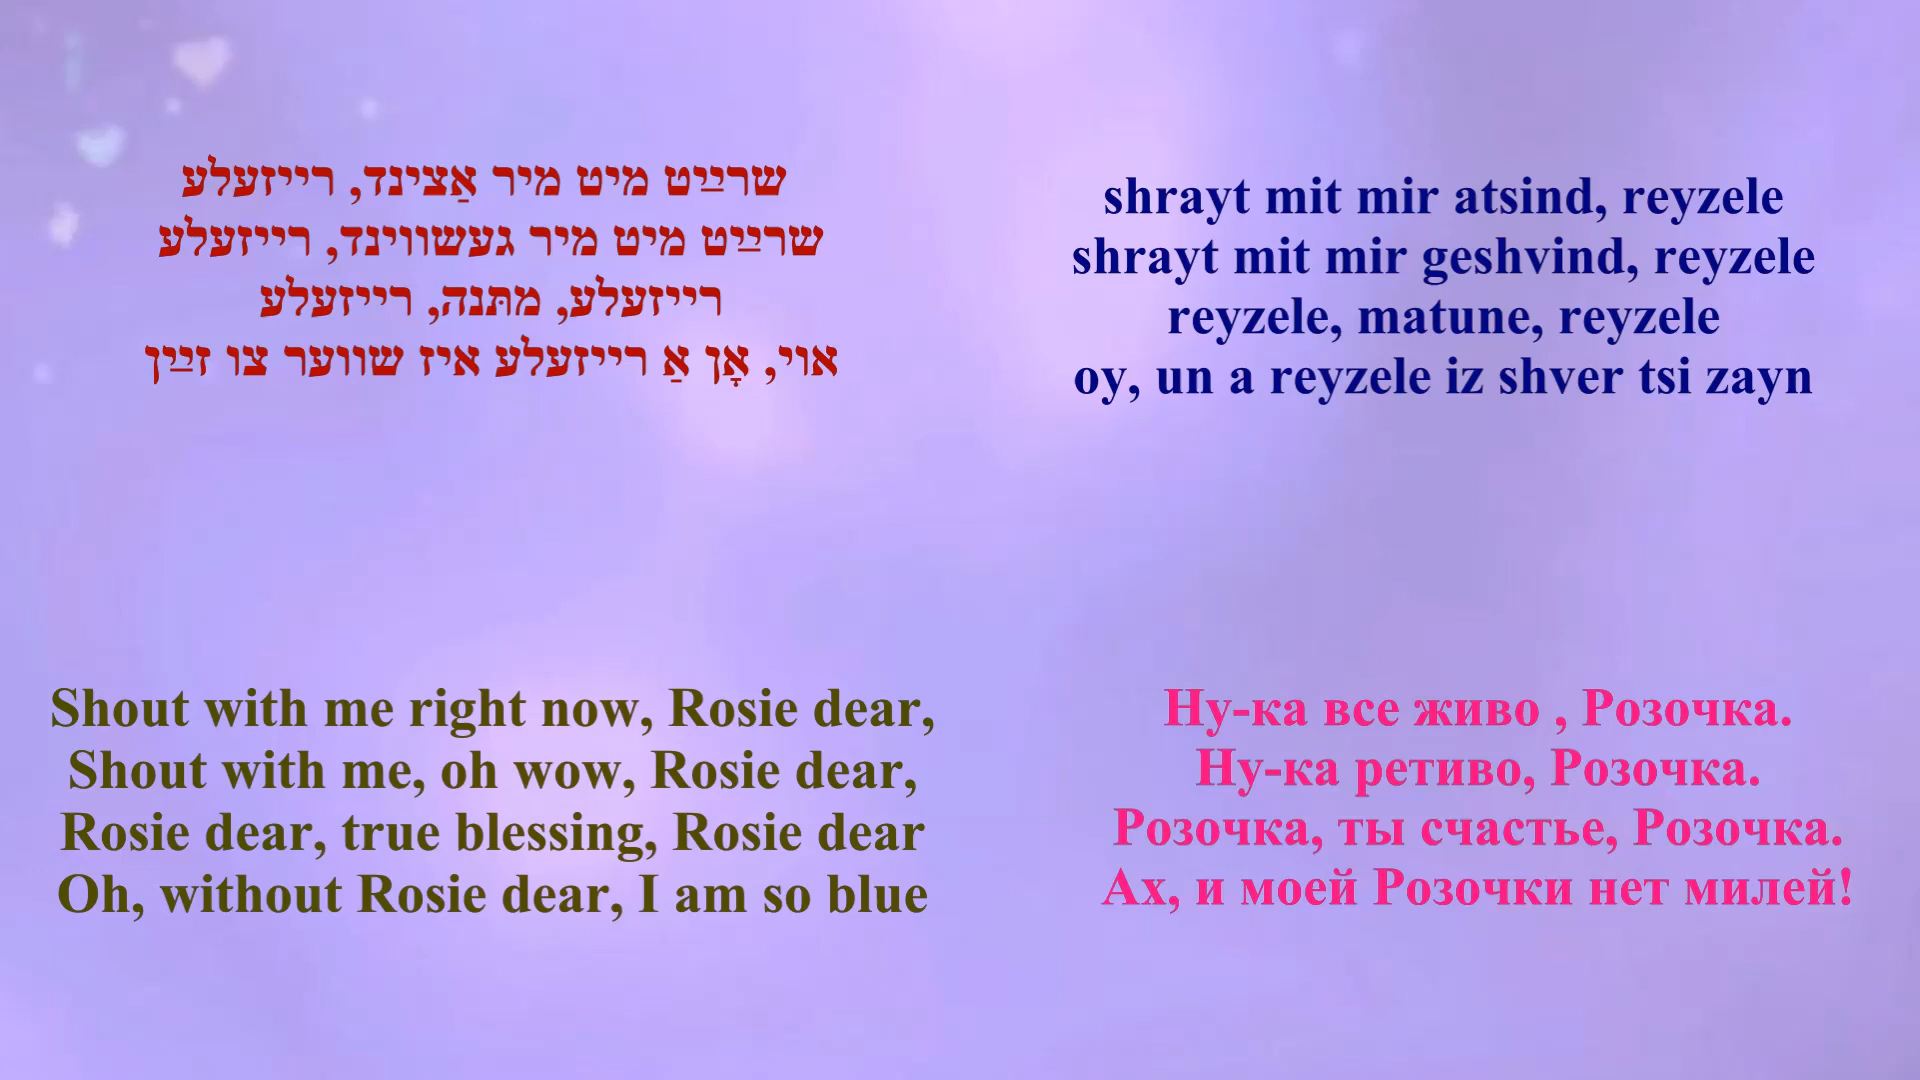 שרײַט מיט מיר אַצינד, רייזעלע
שרײַט מיט מיר געשווינד, רייזעלע
רייזעלע, מתּנה, רייזעלע
אוי, אָן אַ רייזעלע איז שווער צו זײַן
shrayt mit mir atsind, reyzele
shrayt mit mir geshvind, reyzele
reyzele, matune, reyzele
oy, un a reyzele iz shver tsi zayn
Shout with me right now, Rosie dear,
Shout with me, oh wow, Rosie dear,
Rosie dear, true blessing, Rosie dear
Oh, without Rosie dear, I am so blue
Ну-ка все живо , Розочка.
Ну-ка ретиво, Розочка.
Розочка, ты счастье, Розочка.
Ах, и моей Розочки нет милей!